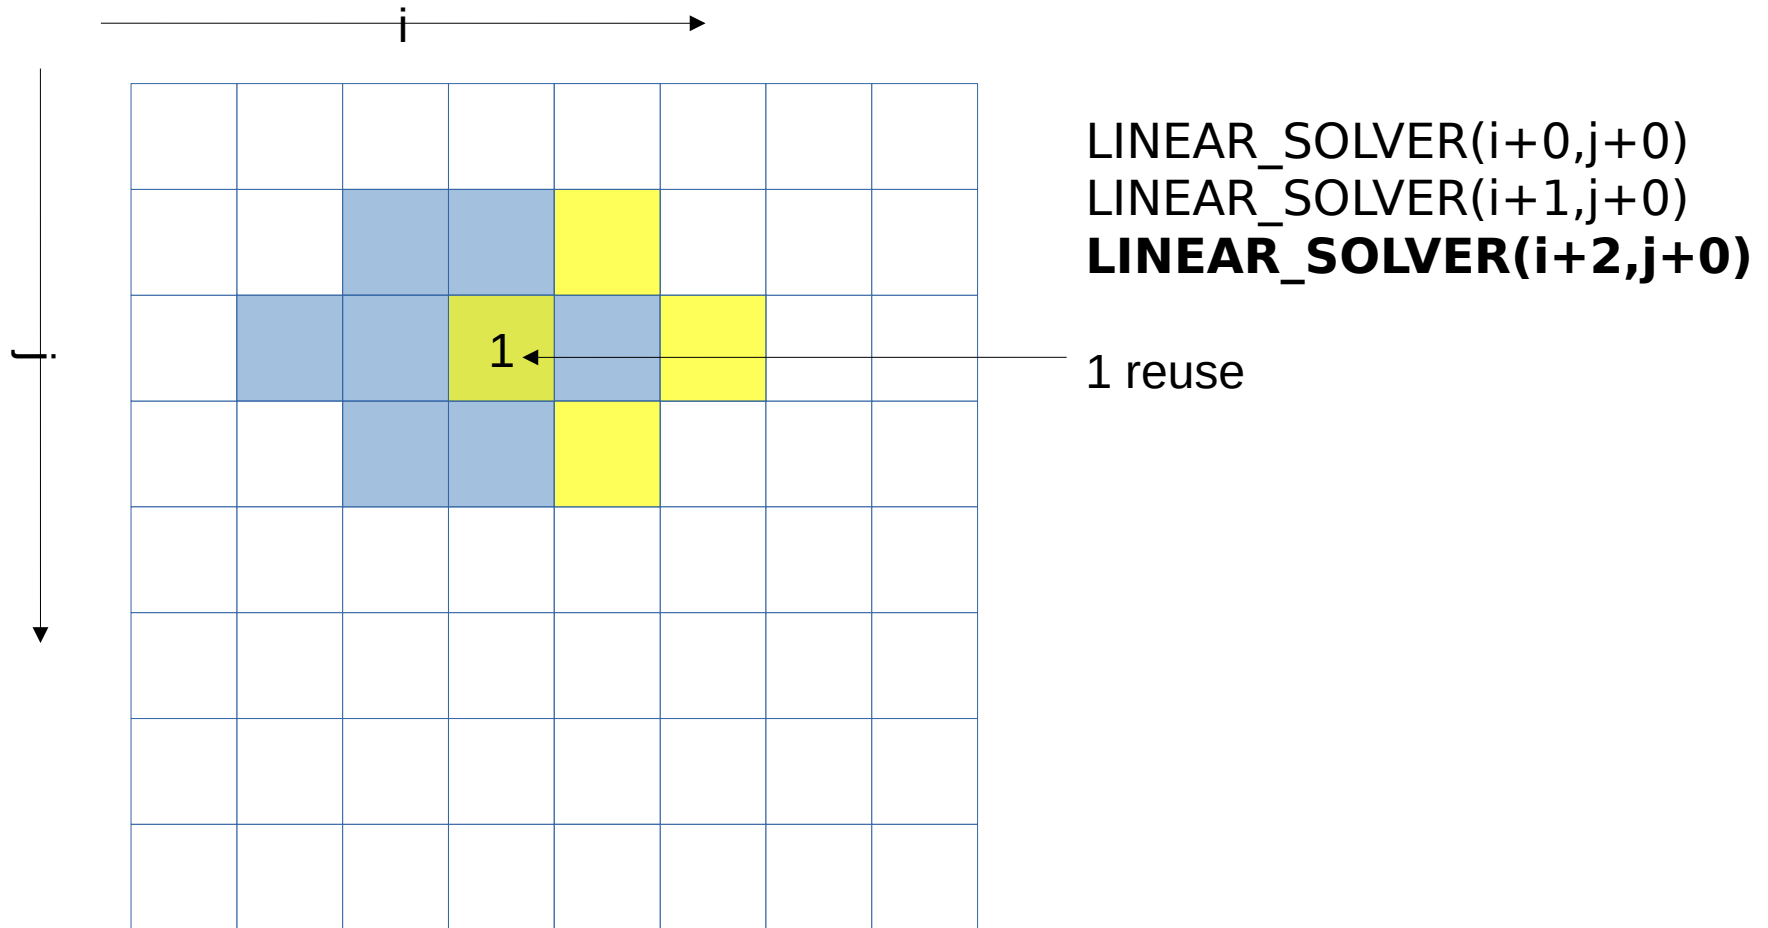 i
j
LINEAR_SOLVER(i+0,j+0)
LINEAR_SOLVER(i+1,j+0)
LINEAR_SOLVER(i+2,j+0)
1
1 reuse